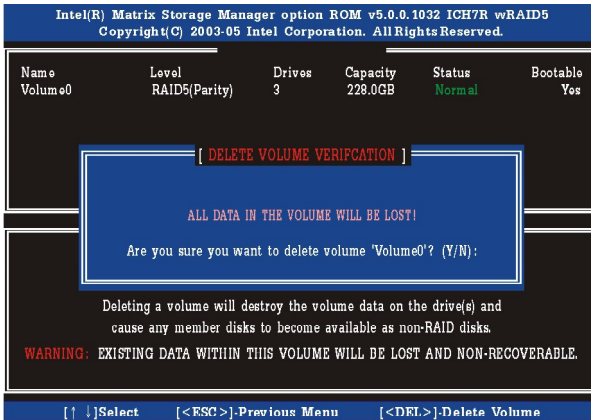 Intel(R) Matrix Storage Manager option ROM v5.0.0.1032 ICH7R wRAID5
Copyright(C) 2003-05 Intel Corporation. All Rights Reserved.
Name Level Drives Capacity Status Bootable
Volume0 RAID5(Parity) 3 228.0GB Normal Yes
[ DELETE VOLUME VERIFCATION ]
ALL DATA IN THE VOLUME WILL BE LOST!
Are you sure you want to delete volume 'Volume0'? (Y/N):
Deleting a volume will destroy the volume data on the drive(s) and
cause any member disks to become available as non-RAID disks.
WARNING: EXISTING DATA WITIIIN TIIIS VOLUME WILL BE LOST AND NON-RECOVERABLE.
[↑ ↓]Select [<ESC>]-Previous Menu [<DEL>]-Delete Volume